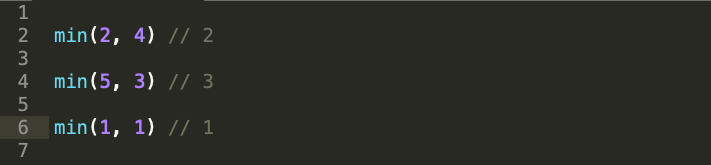 1
2 min(2, 4) // 2
3
4 min(5, 3) // 3
5
6 min(1, 1) // 1
7